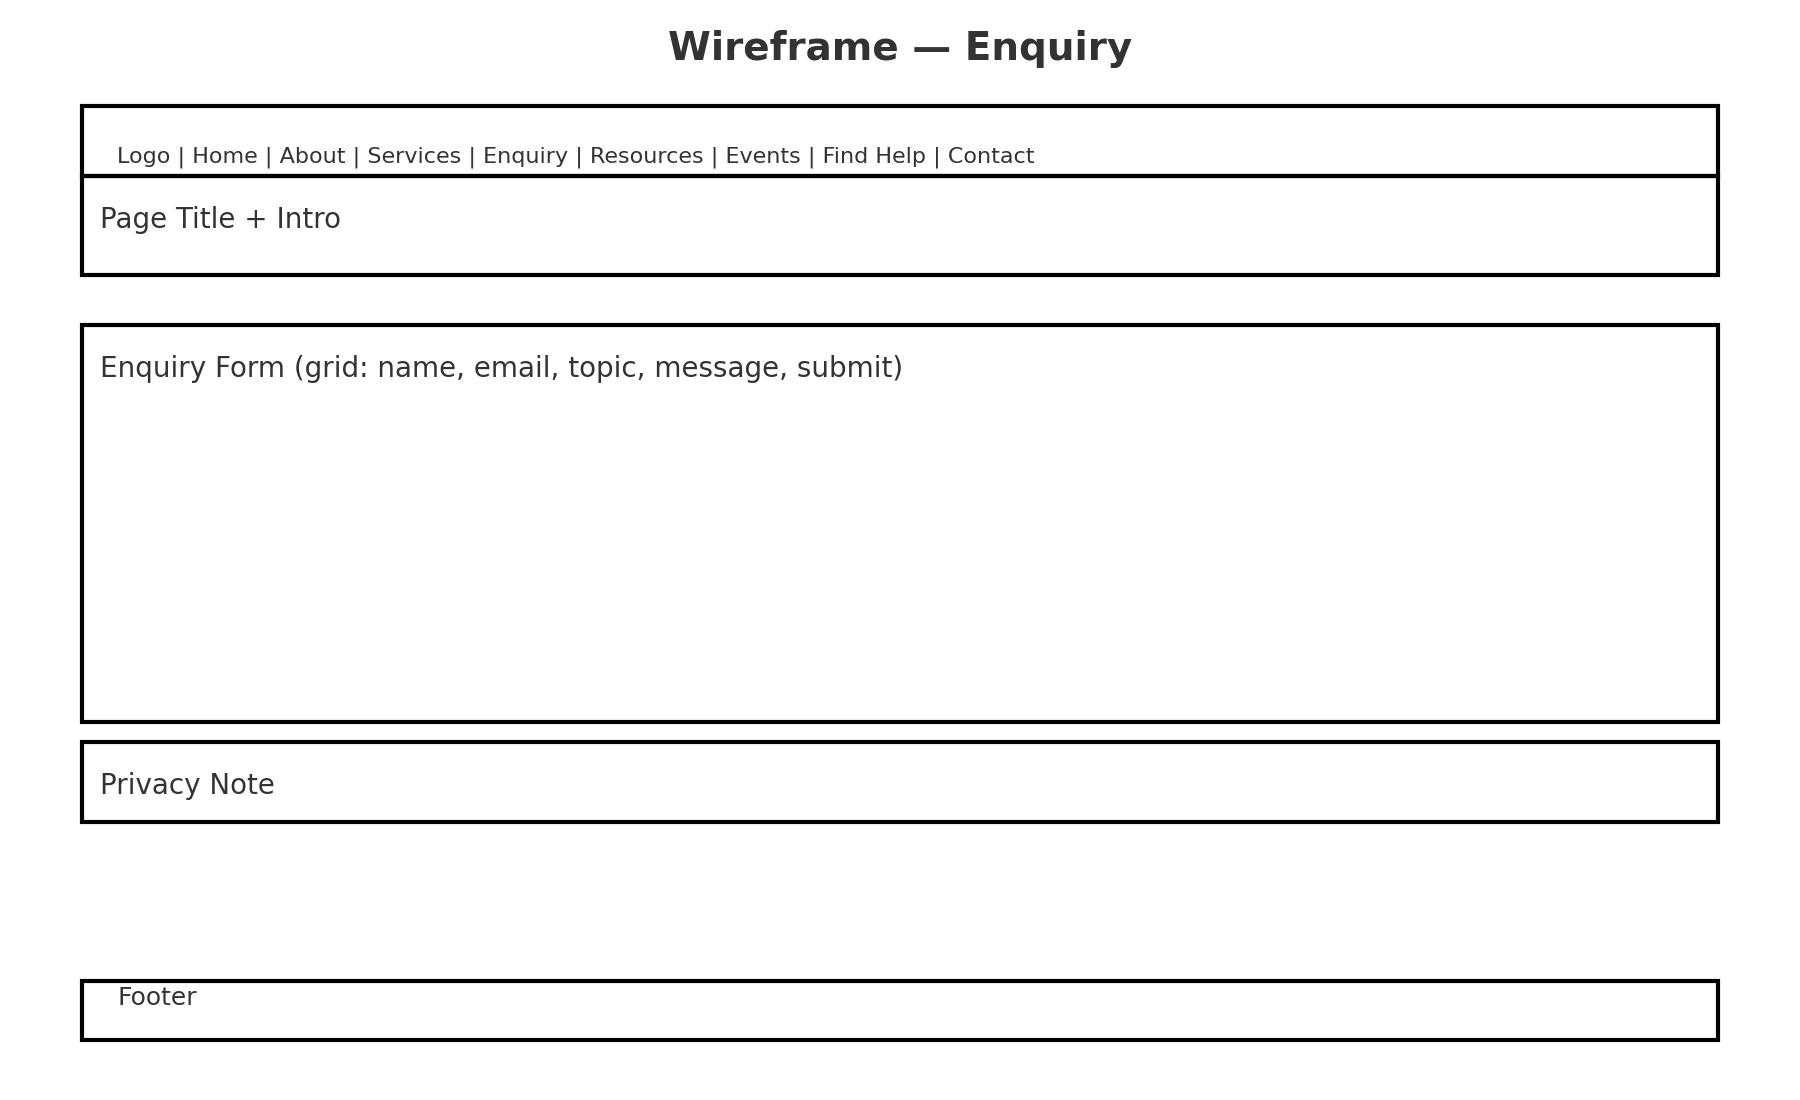 Wireframe — Enquiry
Logo | Home | About | Services | Enquiry | Resources | Events | Find Help | Contact
Page Title + Intro
Enquiry Form (grid: name, email, topic, message, submit)
Privacy Note
Footer